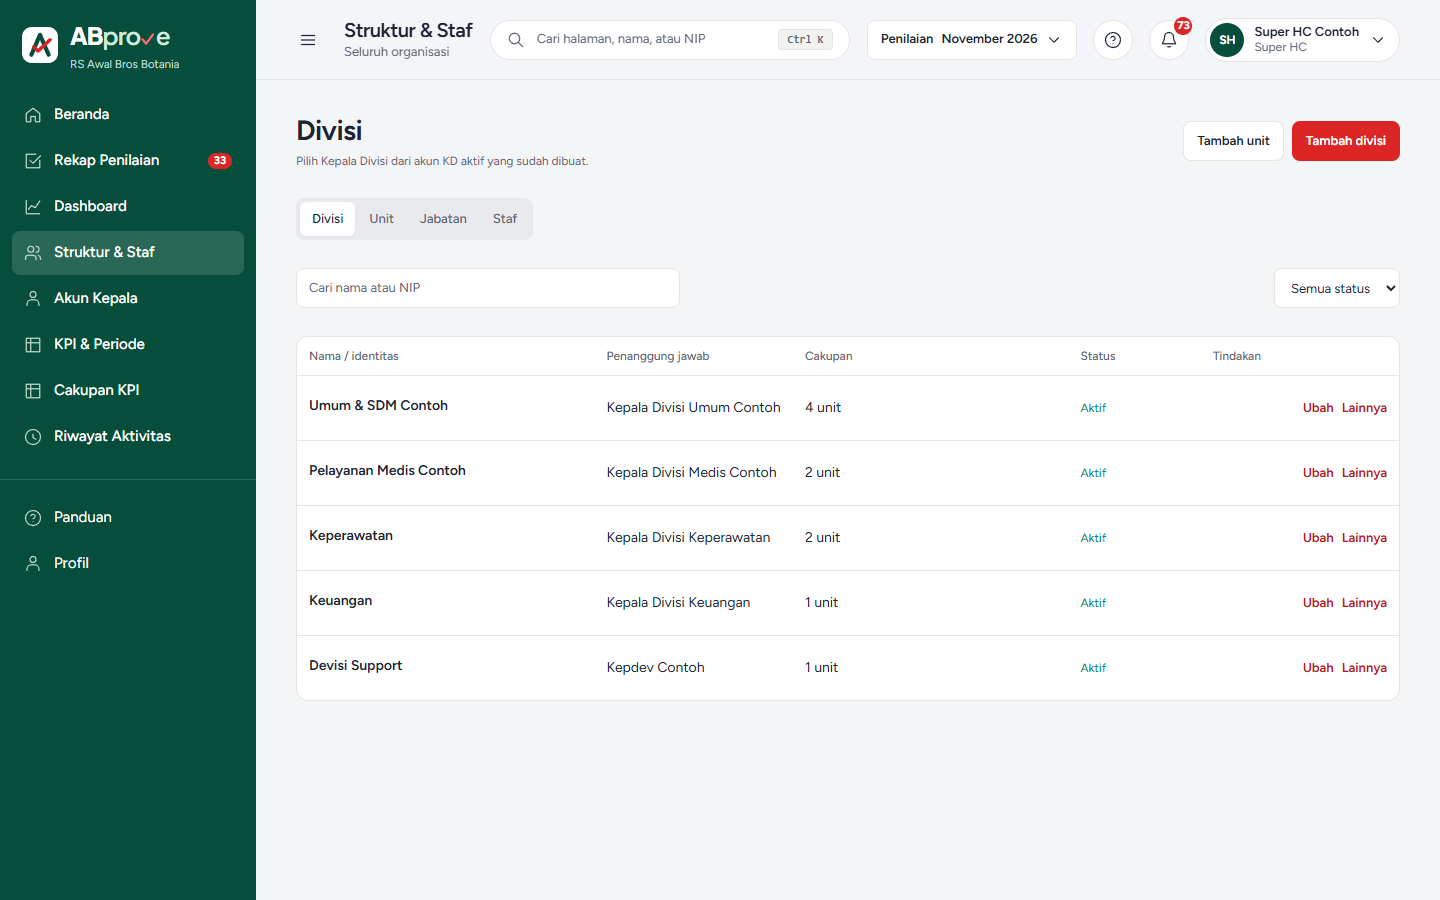 ABprove
RS Awal Bros Botania
Beranda
Rekap Penilaian 33
Dashboard
Struktur & Staf
Akun Kepala
KPI & Periode
Cakupan KPI
Riwayat Aktivitas
Panduan
Profil
Struktur & Staf
Seluruh organisasi
Cari halaman, nama, atau NIP Ctrl K
Penilaian November 2026
73
SH
Super HC Contoh
Super HC
Divisi
Pilih Kepala Divisi dari akun KD aktif yang sudah dibuat.
Tambah unit
Tambah divisi
Divisi Unit Jabatan Staf
Cari nama atau NIP
Semua status
Nama / identitas Penanggung jawab Cakupan Status Tindakan
Umum & SDM Contoh Kepala Divisi Umum Contoh 4 unit Aktif Ubah Lainnya
Pelayanan Medis Contoh Kepala Divisi Medis Contoh 2 unit Aktif Ubah Lainnya
Keperawatan Kepala Divisi Keperawatan 2 unit Aktif Ubah Lainnya
Keuangan Kepala Divisi Keuangan 1 unit Aktif Ubah Lainnya
Devisi Support Kepdev Contoh 1 unit Aktif Ubah Lainnya